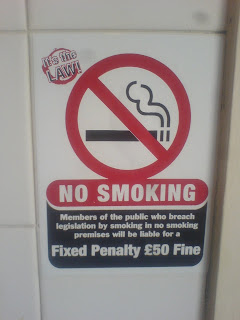 It's the
LAW!
NO SMOKING
Members of the public who breach
legislation by smoking in no smoking
premises will be liable for a
Fixed Penalty £50 Fine